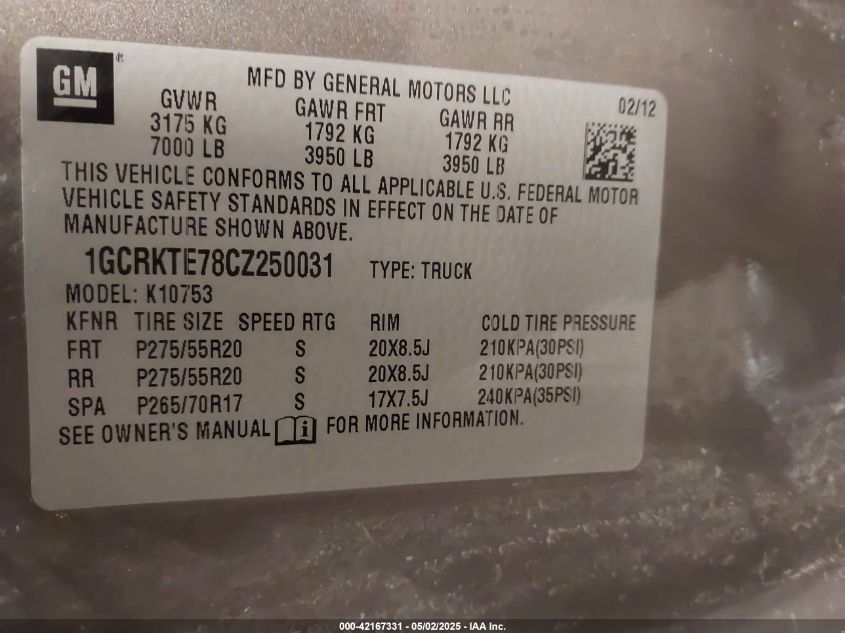 GM ®
MFD BY GENERAL MOTORS LLC
02/12
GVWR GAWR FRT GAWR RR
3175 KG 1792 KG 1792 KG
7000 LB 3950 LB 3950 LB
THIS VEHICLE CONFORMS TO ALL APPLICABLE U.S. FEDERAL MOTOR
VEHICLE SAFETY STANDARDS IN EFFECT ON THE DATE OF
MANUFACTURE SHOWN ABOVE.
1GCRKTE78CZ250031 TYPE: TRUCK
MODEL: K10753
KFNR TIRE SIZE SPEED RTG RIM COLD TIRE PRESSURE
FRT P275/55R20 S 20X8.5J 210KPA(30PSI)
RR P275/55R20 S 20X8.5J 210KPA(30PSI)
SPA P265/70R17 S 17X7.5J 240KPA(35PSI)
SEE OWNER'S MANUAL i FOR MORE INFORMATION.
000-42167331 - 05/02/2025 - IAA Inc.